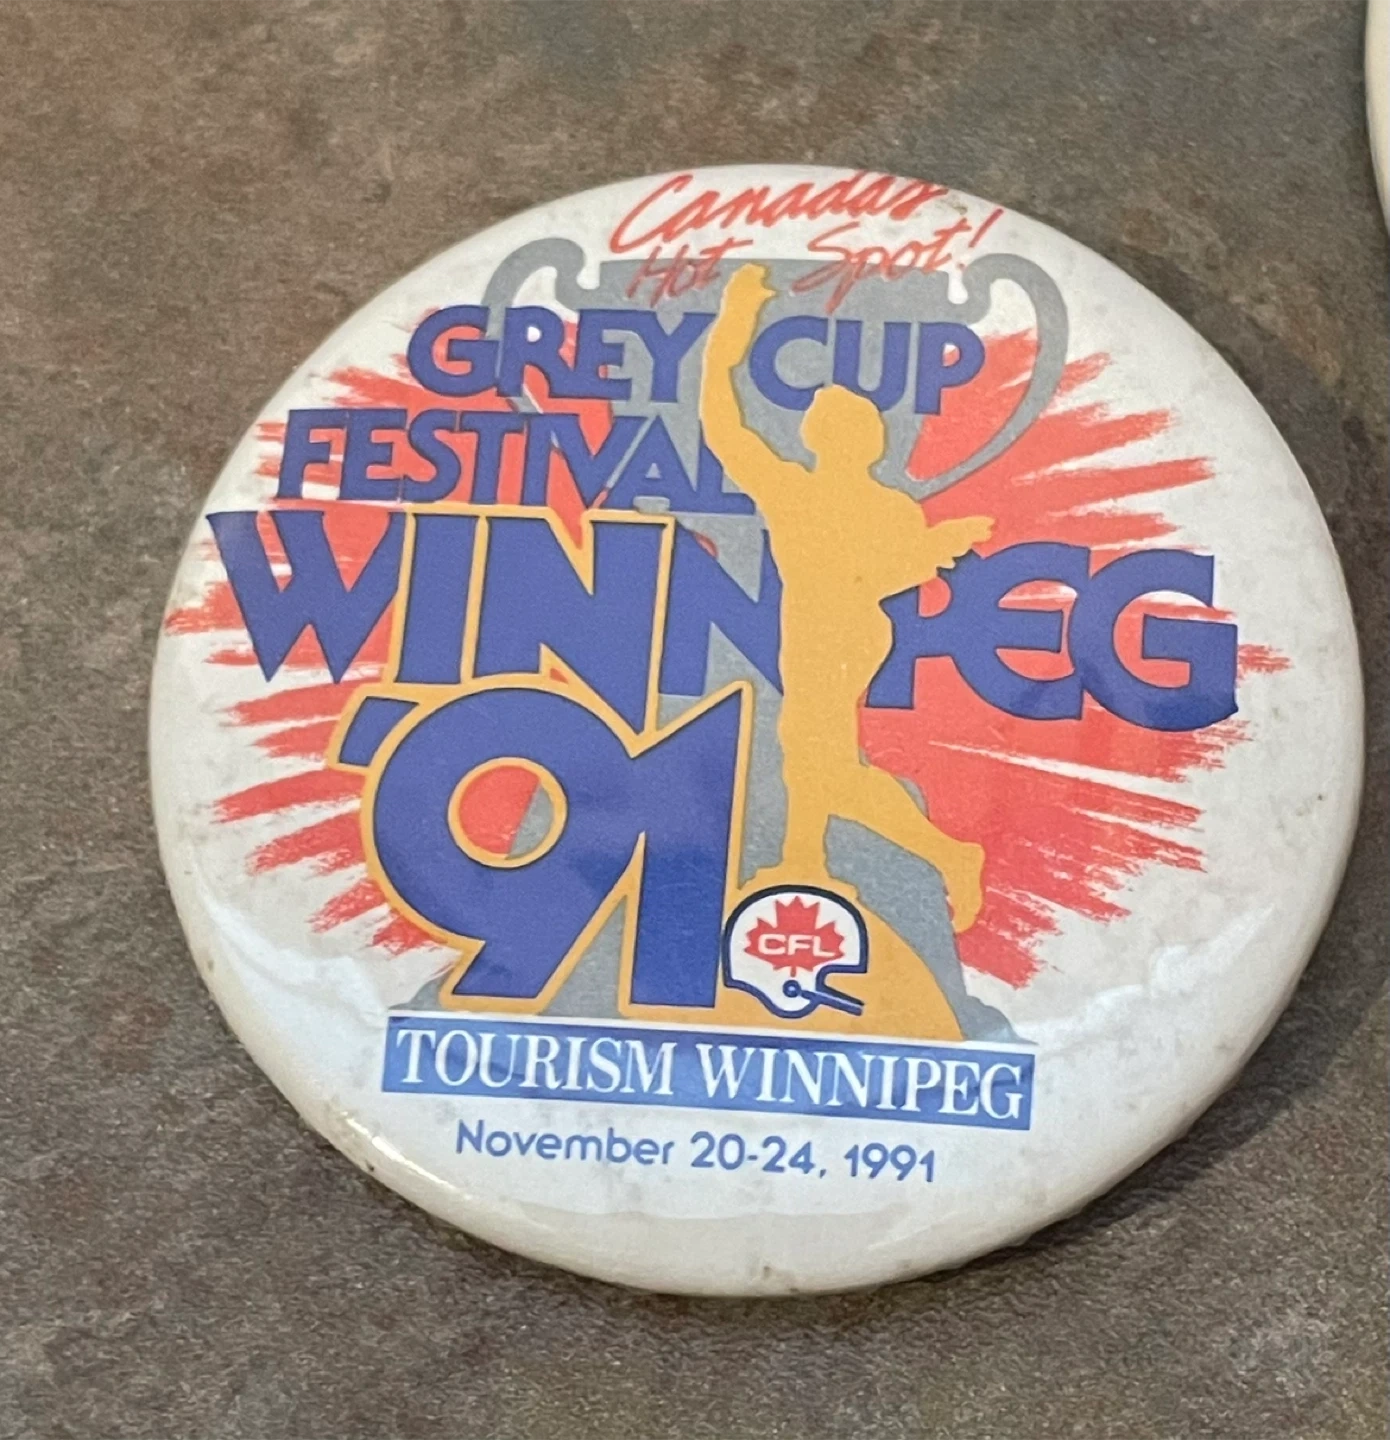 Canada's
Hot Spot!
GREY CUP
FESTIVAL
WINNIPEG
'91
CFL
TOURISM WINNIPEG
November 20-24, 1991